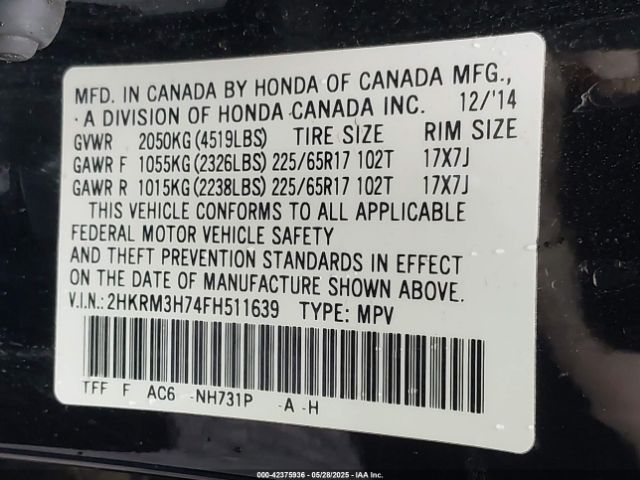 MFD. IN CANADA BY HONDA OF CANADA MFG.,
A DIVISION OF HONDA CANADA INC. 12/'14
GVWR 2050KG (4519LBS) TIRE SIZE RIM SIZE
GAWR F 1055KG (2326LBS) 225/65R17 102T 17X7J
GAWR R 1015KG (2238LBS) 225/65R17 102T 17X7J
THIS VEHICLE CONFORMS TO ALL APPLICABLE
FEDERAL MOTOR VEHICLE SAFETY
AND THEFT PREVENTION STANDARDS IN EFFECT
ON THE DATE OF MANUFACTURE SHOWN ABOVE.
V.I.N.: 2HKRM3H74FH511639 TYPE: MPV
TFF F AC6 -NH731P -A -H
000-42375936 | 05/28/2025 | IAA Inc.